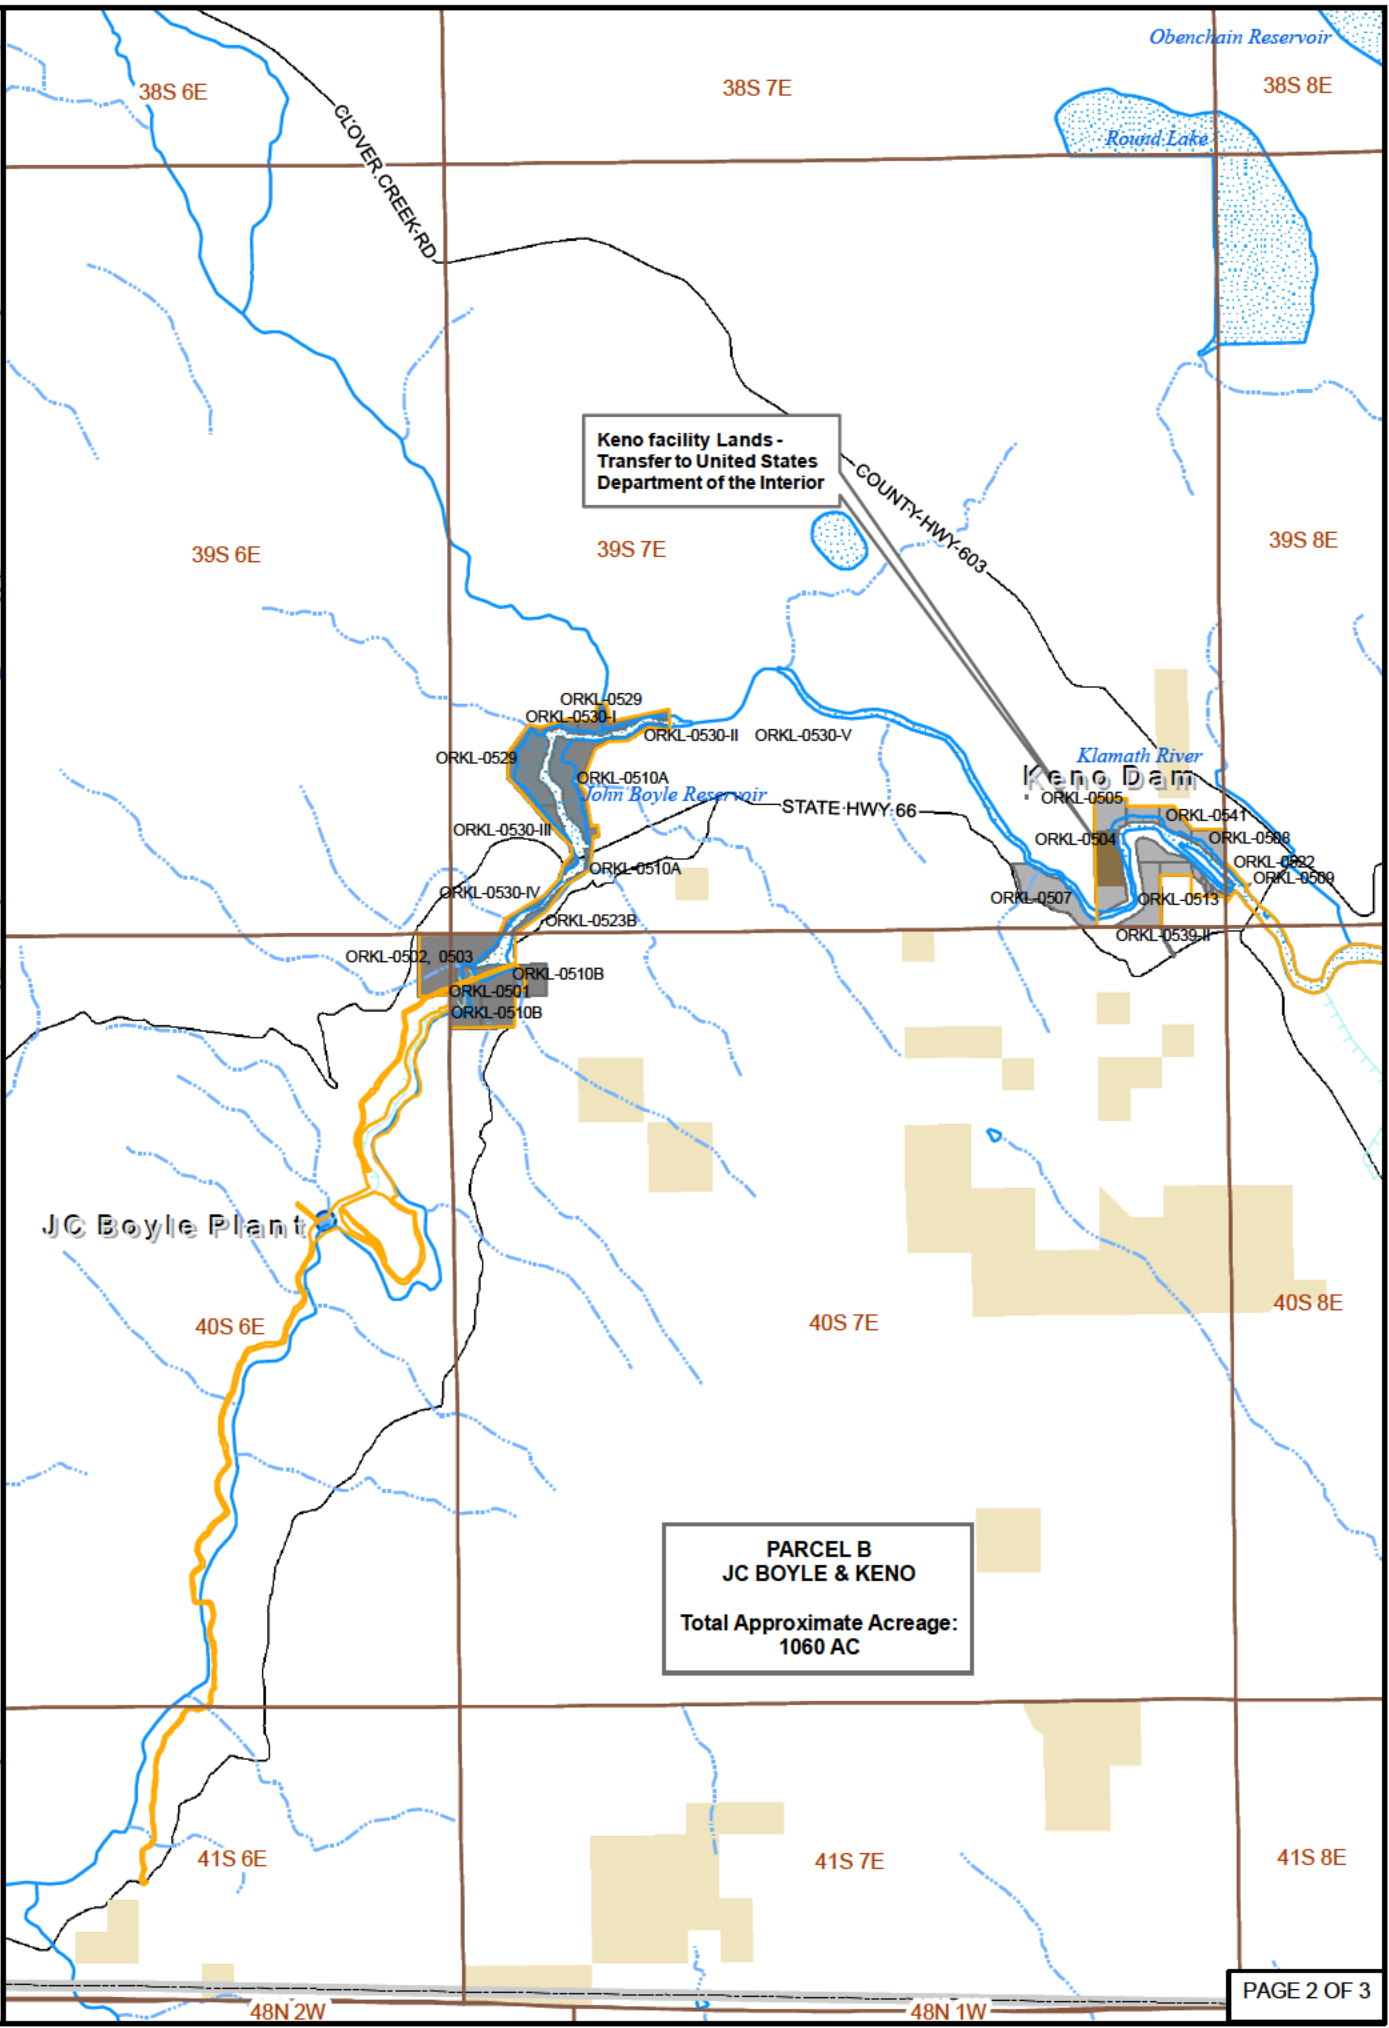 Obenchain Reservoir
38S 6E
38S 7E
38S 8E
CLOVER CREEK RD
Round Lake
Keno facility Lands -
Transfer to United States
Department of the Interior
COUNTY-HWY-603
39S 6E
39S 7E
39S 8E
ORKL-0529
ORKL-0530-I
ORKL-0530-II
ORKL-0530-V
ORKL-0529
ORKL-0510A
John Boyle Reservoir
STATE HWY 66
ORKL-0530-III
ORKL-0510A
ORKL-0530-IV
ORKL-0523B
Klamath River
Keno Dam
ORKL-0505
ORKL-0541
ORKL-0504
ORKL-0508
ORKL-0522
ORKL-0509
ORKL-0507
ORKL-0513
ORKL-0539-II
ORKL-0502, 0503
ORKL-0510B
ORKL-0501
ORKL-0510B
JC Boyle Plant
40S 6E
40S 7E
40S 8E
PARCEL B
JC BOYLE & KENO
Total Approximate Acreage:
1060 AC
41S 6E
41S 7E
41S 8E
PAGE 2 OF 3
48N 2W
48N 1W